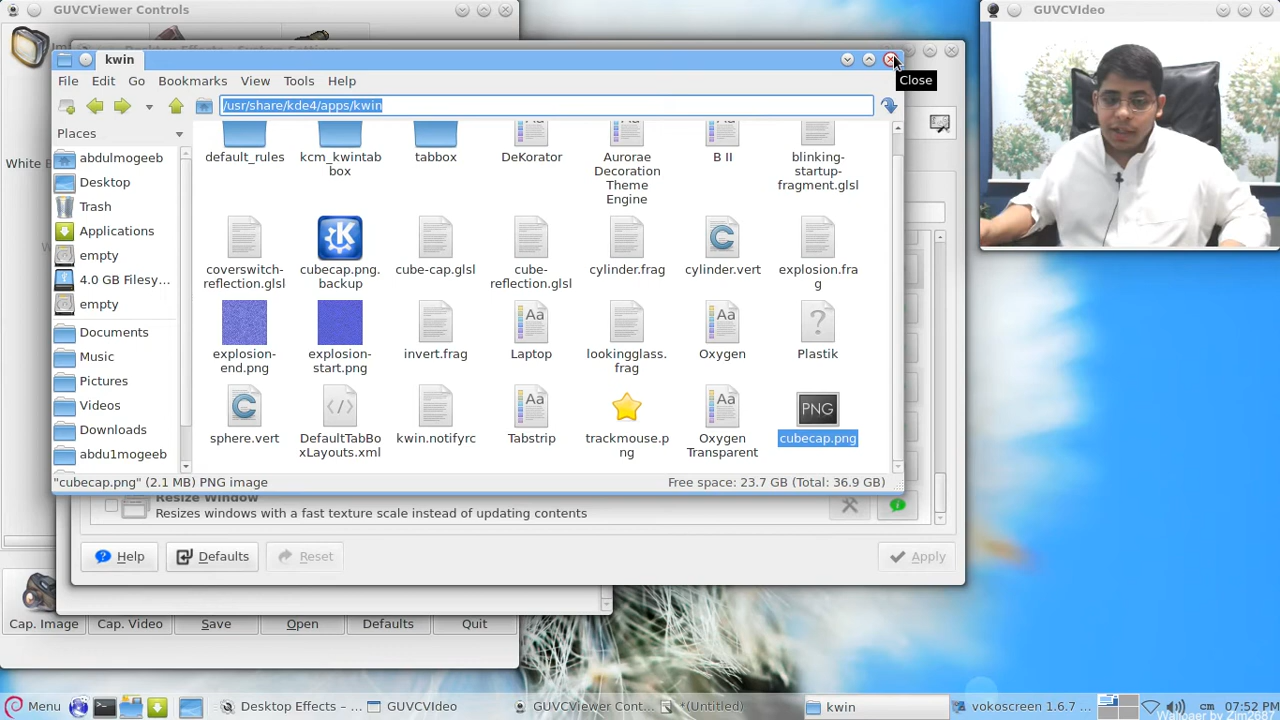 GUVCViewer Controls
GUVCVIdeo
kwin
Close
File Edit Go Bookmarks View Tools Help
/usr/share/kde4/apps/kwin
Places
abdulmogeeb
Desktop
Trash
Applications
empty
4.0 GB Filesy...
empty
Documents
Music
Pictures
Videos
Downloads
abdu1mogeeb
default_rules
kcm_kwintab
box
tabbox
DeKorator
Aurorae
Decoration
Theme
Engine
B II
blinking-
startup-
fragment.glsl
coverswitch-
reflection.glsl
cubecap.png.
backup
cube-cap.glsl
cube-
reflection.glsl
cylinder.frag
cylinder.vert
explosion.fra
g
explosion-
end.png
explosion-
start.png
invert.frag
Laptop
lookingglass.
frag
Oxygen
Plastik
sphere.vert
DefaultTabBo
xLayouts.xml
kwin.notifyrc
Tabstrip
trackmouse.p
ng
Oxygen
Transparent
PNG
cubecap.png
"cubecap.png" (2.1 MB) PNG image
Free space: 23.7 GB (Total: 36.9 GB)
White
Resize Window
Resizes windows with a fast texture scale instead of updating contents
Help Defaults Reset Apply
Cap. Image Cap. Video Save Open Defaults Quit
Menu
Desktop Effects – ...
GUVCVIdeo
GUVCViewer Cont...
*(Untitled)
kwin
vokoscreen 1.6.7 ...
cm
07:52 PM